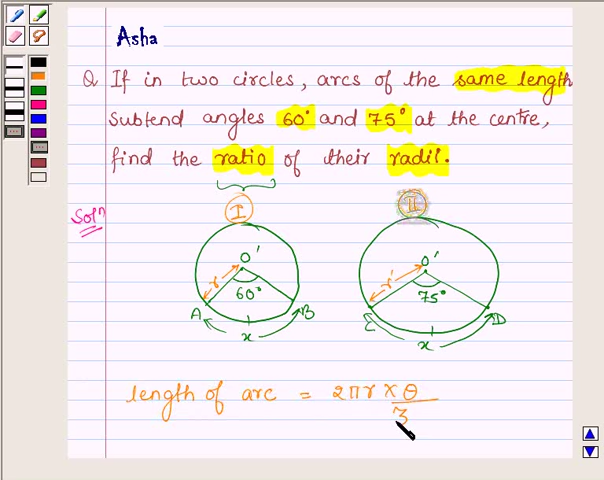 Asha
Q If in two circles, arcs of the same length
subtend angles 60° and 75° at the centre,
find the ratio of their radii.
Solⁿ
I
II
O'
O'
r
r'
60°
75°
A
B
C
D
x
x
length of arc = 2πr × θ
3